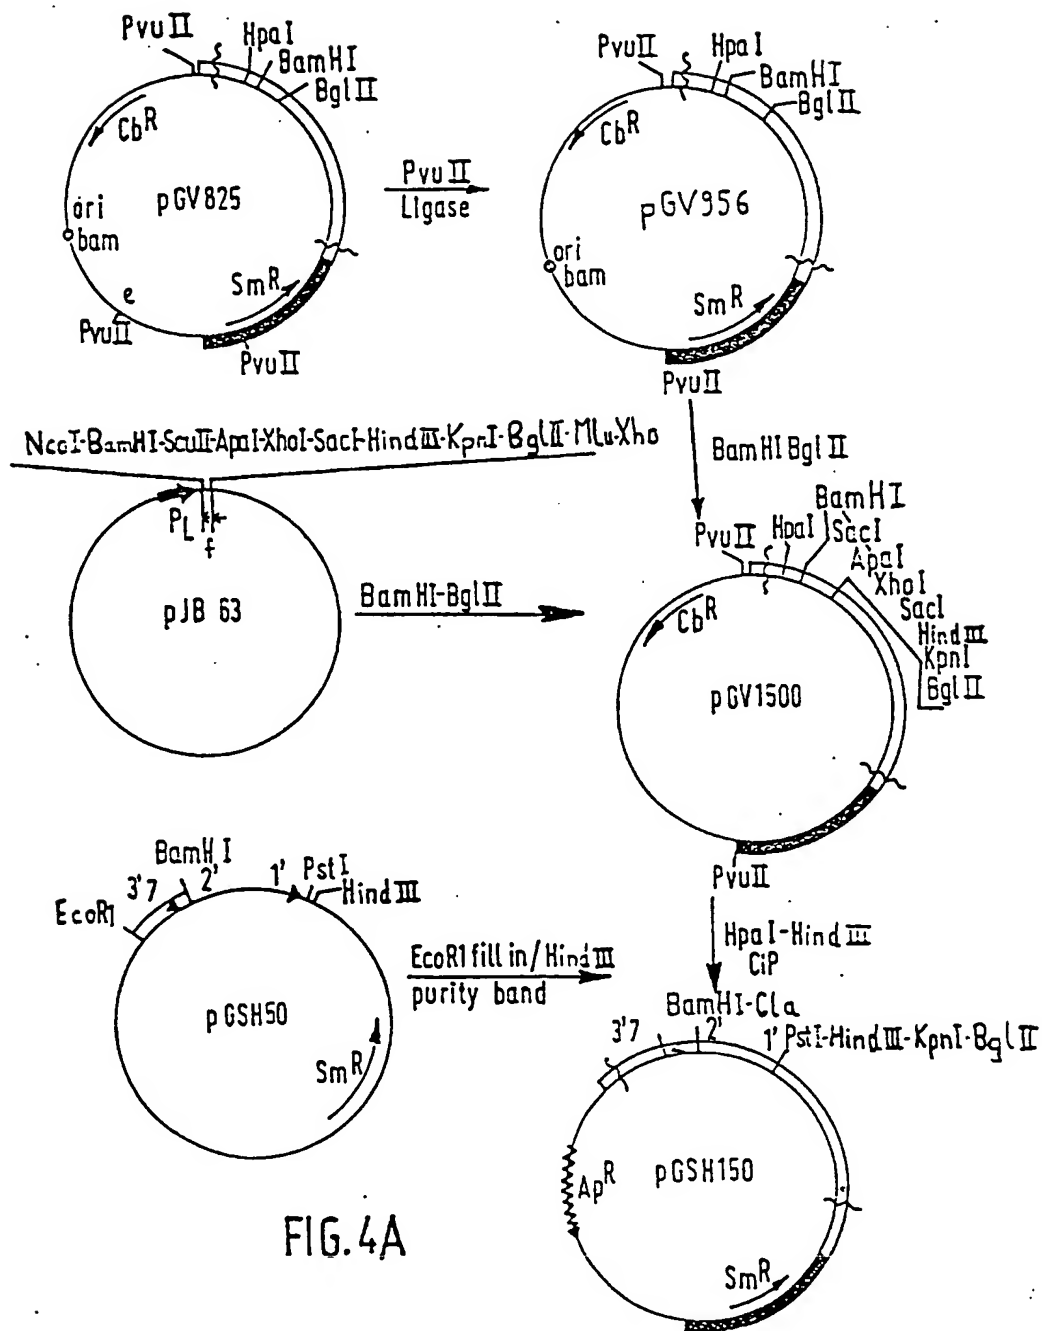 PvuII
HpaI
BamHI
BglII
CbR
pGV825
ori
bam
e
PvuII
SmR
PvuII
PvuII
Ligase
PvuII
HpaI
BamHI
BglII
CbR
pGV956
ori
bam
SmR
PvuII
NcoI-BamHI-ScuII-ApaI-XhoI-SacI-HindIII-KpnI-BglII-Mlu-Xho
PL
f
pJB 63
BamHI-BglII
BamHI BglII
PvuII
HpaI
BamHI
SacI
ApaI
XhoI
SacI
HindIII
KpnI
BglII
CbR
pGV1500
PvuII
BamHI
3'7
2'
1'
PstI
HindIII
EcoR1
pGSH50
SmR
EcoR1 fill in/HindIII
purity band
HpaI-HindIII
CiP
BamHI-Cla
3'7
2'
1'
PstI-HindIII-KpnI-BglII
ApR
pGSH150
SmR
FIG. 4A